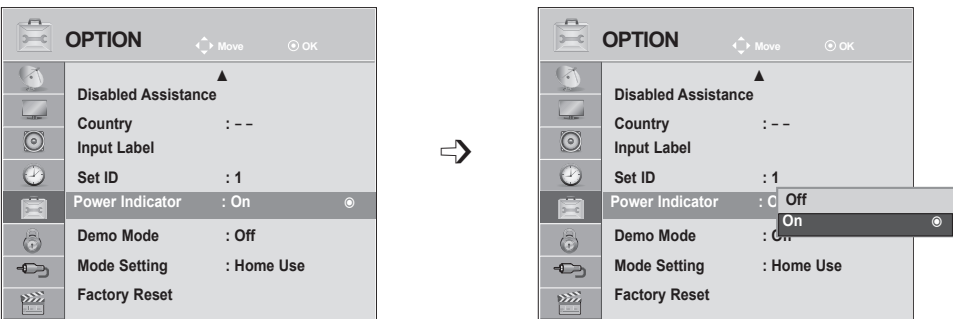 OPTION
Move
OK
▲
Disabled Assistance
Country : – –
Input Label
Set ID : 1
Power Indicator : On
Demo Mode : Off
Mode Setting : Home Use
Factory Reset
OPTION
Move
OK
▲
Disabled Assistance
Country : – –
Input Label
Set ID : 1
Power Indicator
Off
On
Demo Mode
Mode Setting : Home Use
Factory Reset